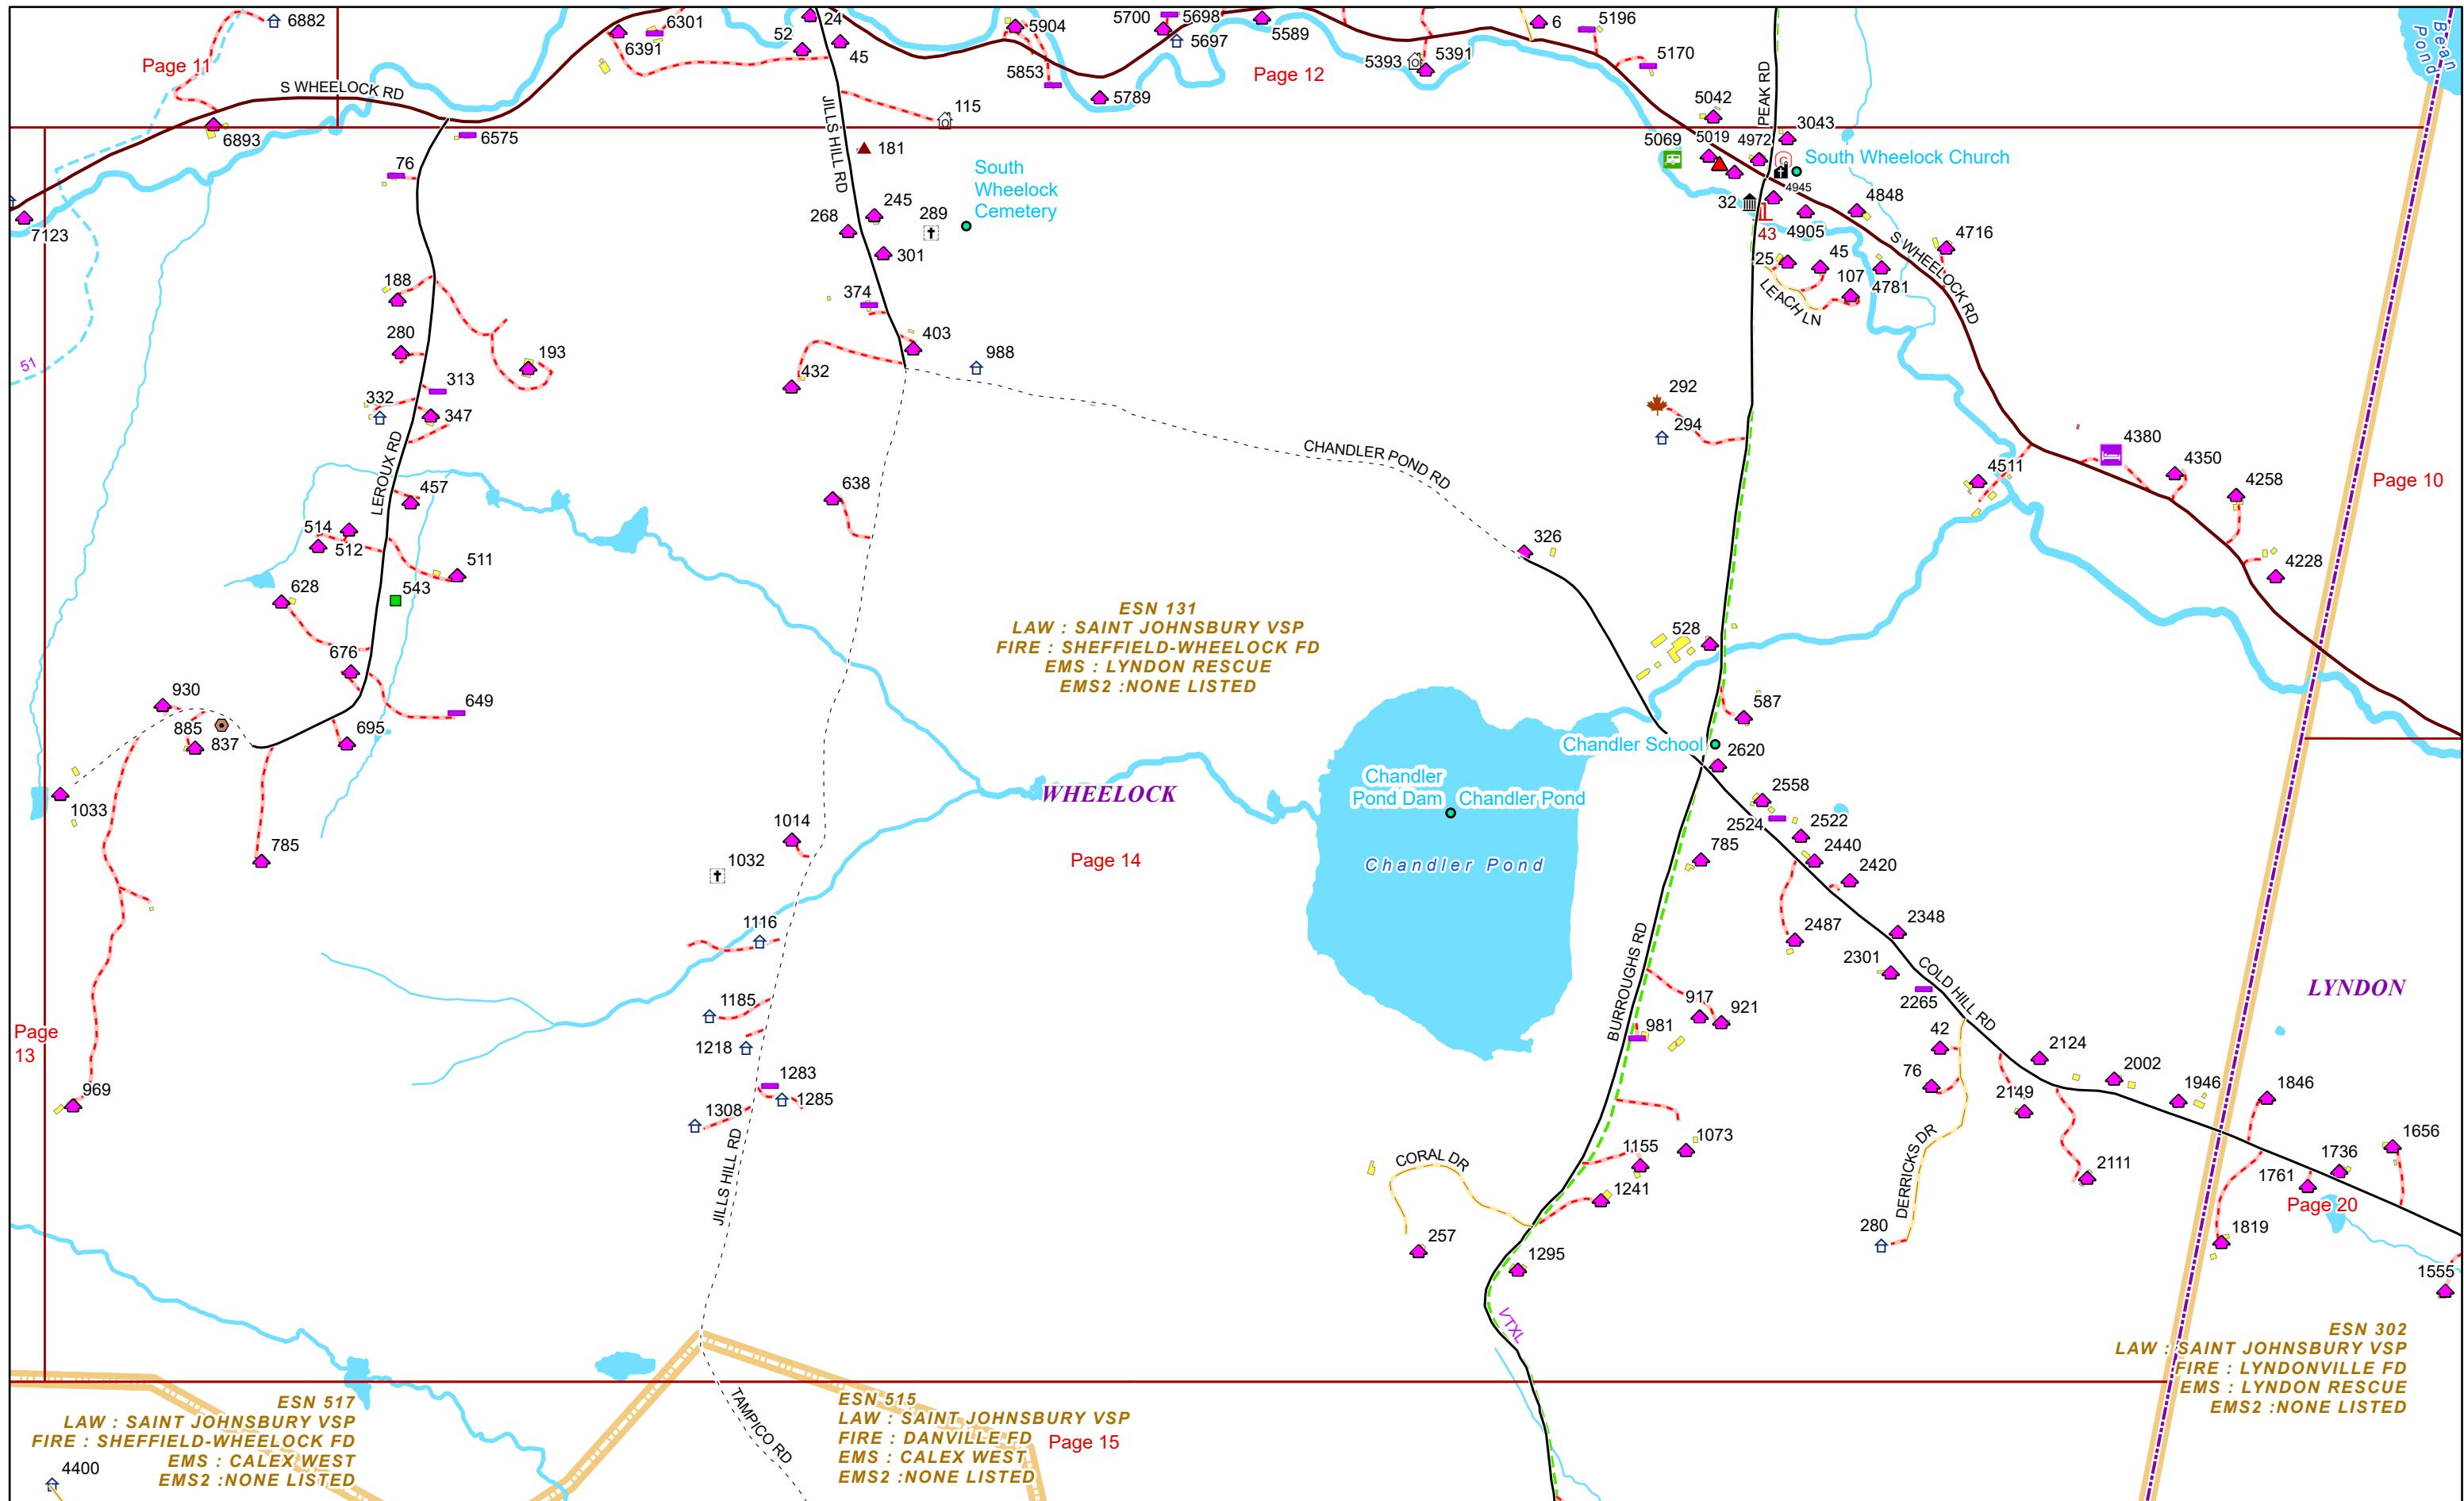 6882
24
52
45
6301
6391
5904
5853
5700
5698
5697
5589
5789
5393
5391
6
5196
5170
Bean
Pond
Page 11
Page 12
S WHEELOCK RD
JILLS HILL RD
PEAK RD
6893
6575
115
181
5042
3043
5069
5019
4972
South Wheelock Church
76
South
Wheelock
Cemetery
4945
4848
32
43
4905
4716
S WHEELOCK RD
7123
268
245
289
301
25
45
107
4781
LEACH LN
188
374
280
193
403
988
51
313
432
332
347
292
294
LEROUX RD
CHANDLER POND RD
4380
4350
4258
4511
Page 10
457
638
514
512
511
326
4228
628
543
ESN 131
LAW : SAINT JOHNSBURY VSP
FIRE : SHEFFIELD-WHEELOCK FD
EMS : LYNDON RESCUE
EMS2 :NONE LISTED
528
676
930
885
837
649
695
587
Chandler School
2620
WHEELOCK
Chandler
Pond Dam
Chandler Pond
2558
1033
2524
2522
1014
785
1032
Page 14
Chandler Pond
785
2440
2420
1116
2487
2348
2301
BURROUGHS RD
COLD HILL RD
LYNDON
2265
1185
917
921
Page
13
1218
981
42
2124
1283
1285
76
2002
969
1308
2149
1946
1846
JILLS HILL RD
CORAL DR
1155
1073
DERRICKS DR
2111
1656
1736
1761
Page 20
1241
257
280
1819
1295
1555
VTXL
ESN 302
LAW : SAINT JOHNSBURY VSP
FIRE : LYNDONVILLE FD
EMS : LYNDON RESCUE
EMS2 :NONE LISTED
ESN 517
LAW : SAINT JOHNSBURY VSP
FIRE : SHEFFIELD-WHEELOCK FD
EMS : CALEX WEST
EMS2 :NONE LISTED
TAMPICO RD
ESN 515
LAW : SAINT JOHNSBURY VSP
FIRE : DANVILLE FD
EMS : CALEX WEST
EMS2 :NONE LISTED
Page 15
4400